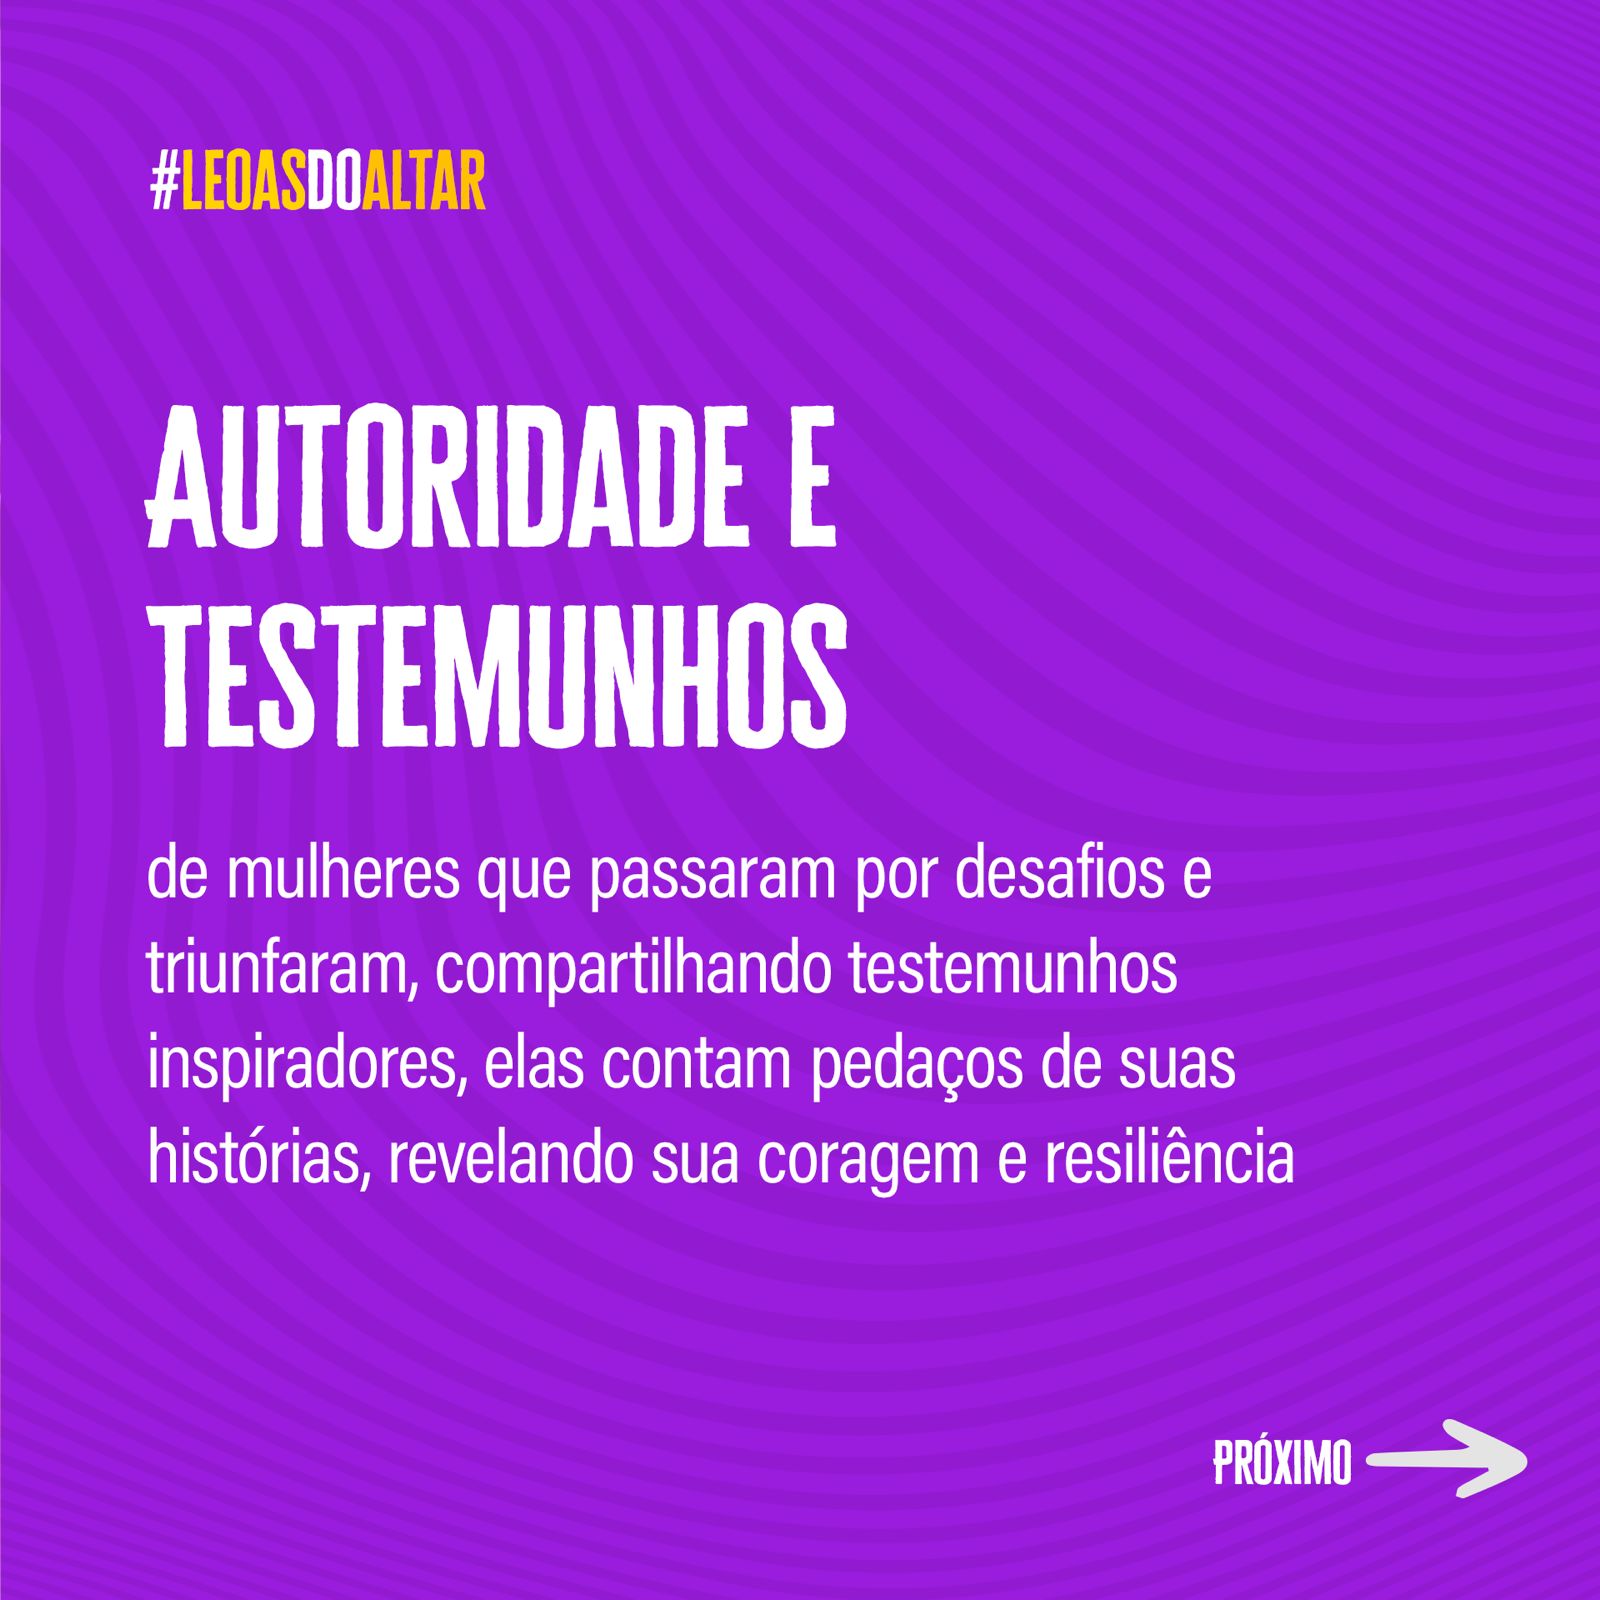 #LEOASDOALTAR
AUTORIDADE E
TESTEMUNHOS
de mulheres que passaram por desafios e
triunfaram, compartilhando testemunhos
inspiradores, elas contam pedaços de suas
histórias, revelando sua coragem e resiliência
PRÓXIMO